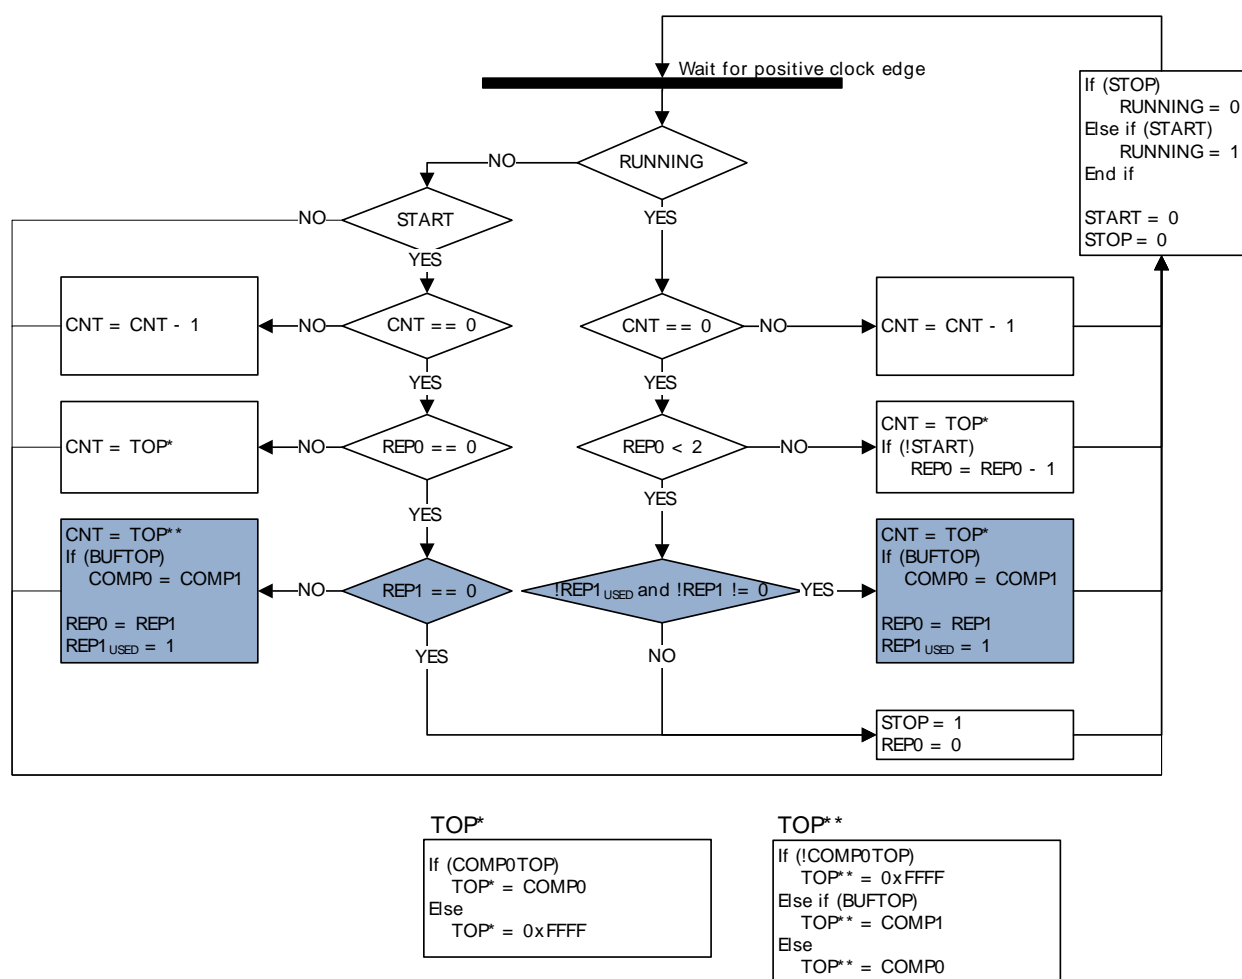 Wait for positive clock edge
If (STOP)
RUNNING = 0
Else if (START)
RUNNING = 1
End if
START = 0
STOP = 0
RUNNING
NO
YES
START
NO
YES
CNT == 0
NO
CNT = CNT - 1
YES
CNT == 0
NO
CNT = CNT - 1
YES
REP0 == 0
NO
CNT = TOP*
YES
REP0 < 2
NO
CNT = TOP*
If (!START)
REP0 = REP0 - 1
YES
REP1 == 0
NO
CNT = TOP**
If (BUFTOP)
COMP0 = COMP1
REP0 = REP1
REP1USED = 1
YES
!REP1USED and !REP1 != 0
YES
CNT = TOP*
If (BUFTOP)
COMP0 = COMP1
REP0 = REP1
REP1USED = 1
NO
STOP = 1
REP0 = 0
TOP*
If (COMP0TOP)
TOP* = COMP0
Else
TOP* = 0xFFFF
TOP**
If (!COMP0TOP)
TOP** = 0xFFFF
Else if (BUFTOP)
TOP** = COMP1
Else
TOP** = COMP0